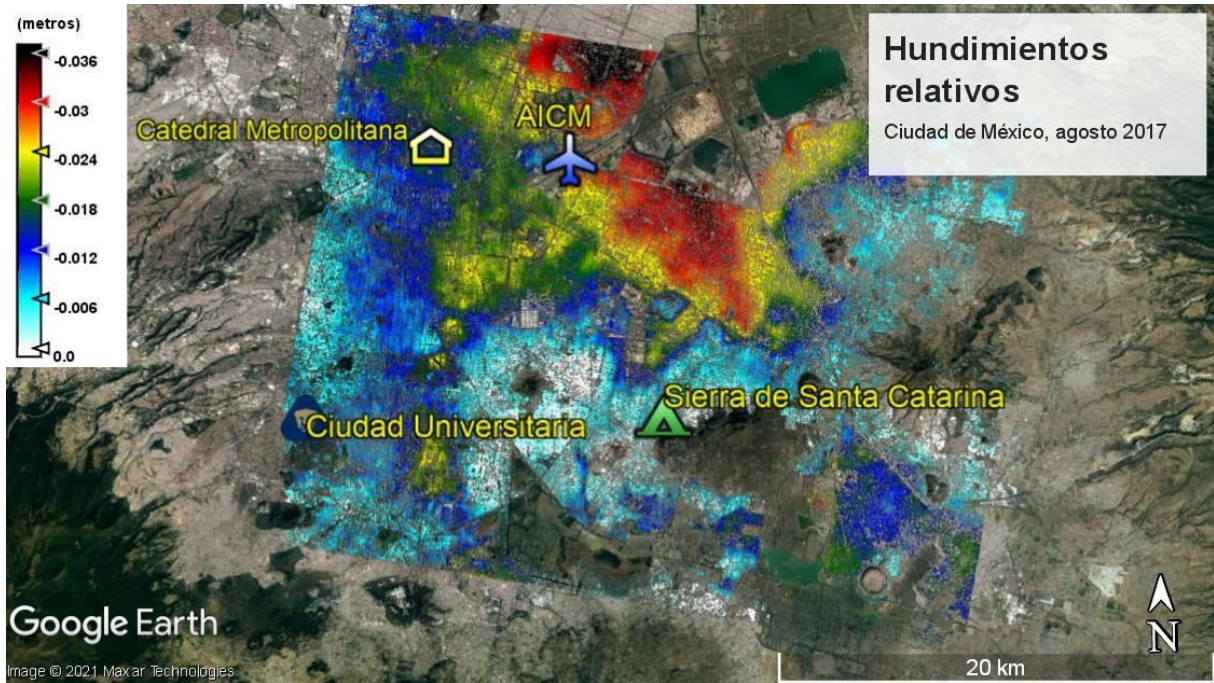 (metros)
-0.036
-0.03
-0.024
-0.018
-0.012
-0.006
0.0
Hundimientos
relativos
Ciudad de México, agosto 2017
Catedral Metropolitana
AICM
Sierra de Santa Catarina
Ciudad Universitaria
Google Earth
Image © 2021 Maxar Technologies
N
20 km